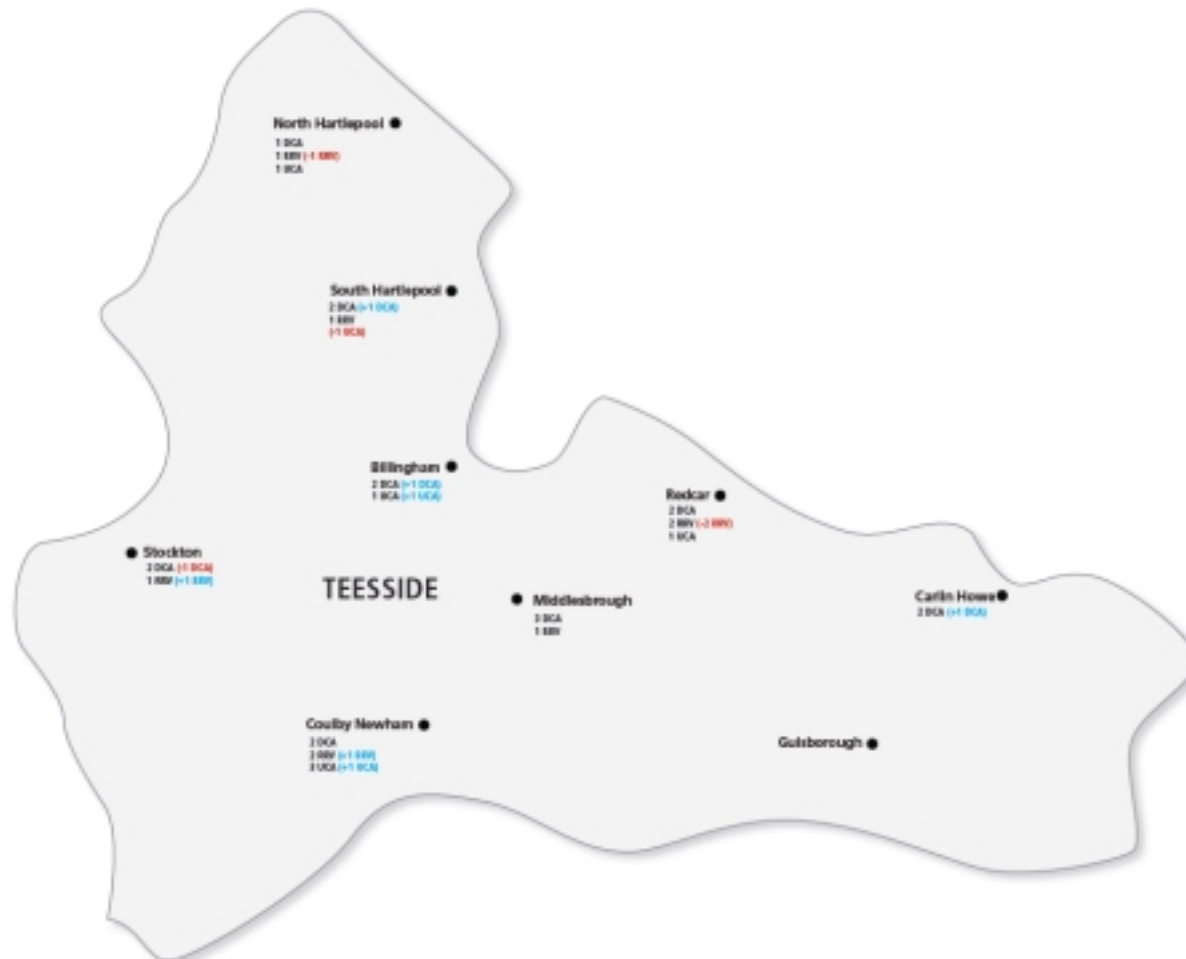 North Hartlepool
1 DCA
1 RRV (-1 RRV)
1 UCA
South Hartlepool
2 DCA (+1 DCA)
1 RRV
(-1 UCA)
Billingham
2 DCA (+1 DCA)
1 UCA (+1 UCA)
Redcar
2 DCA
2 RRV (-2 RRV)
1 UCA
Stockton
DCA (-1 DCA)
1 RRV (+1 RRV)
TEESSIDE
Middlesbrough
DCA
1 RRV
Carlin Howe
2 DCA (+1 DCA)
Coulby Newham
2 DCA
2 RRV (+1 RRV)
3 UCA (+1 UCA)
Guisborough